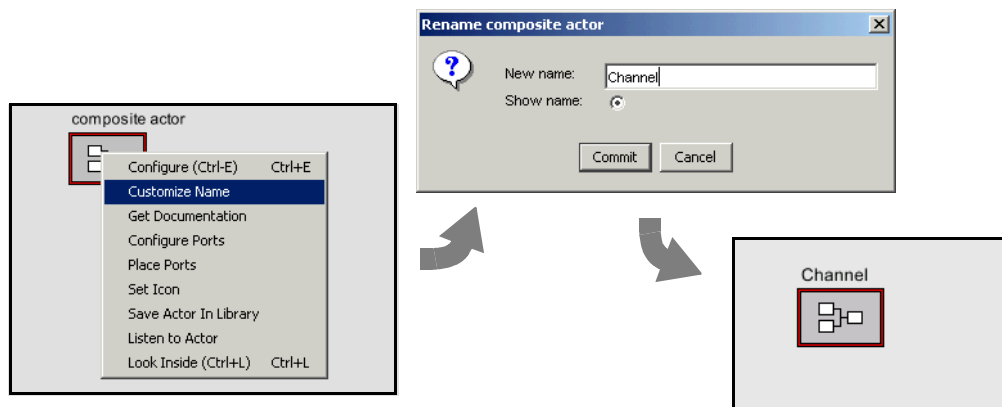 composite actor
Configure (Ctrl-E) Ctrl+E
Customize Name
Get Documentation
Configure Ports
Place Ports
Set Icon
Save Actor In Library
Listen to Actor
Look Inside (Ctrl+L) Ctrl+L
Rename composite actor
New name: Channel
Show name:
Commit Cancel
Channel